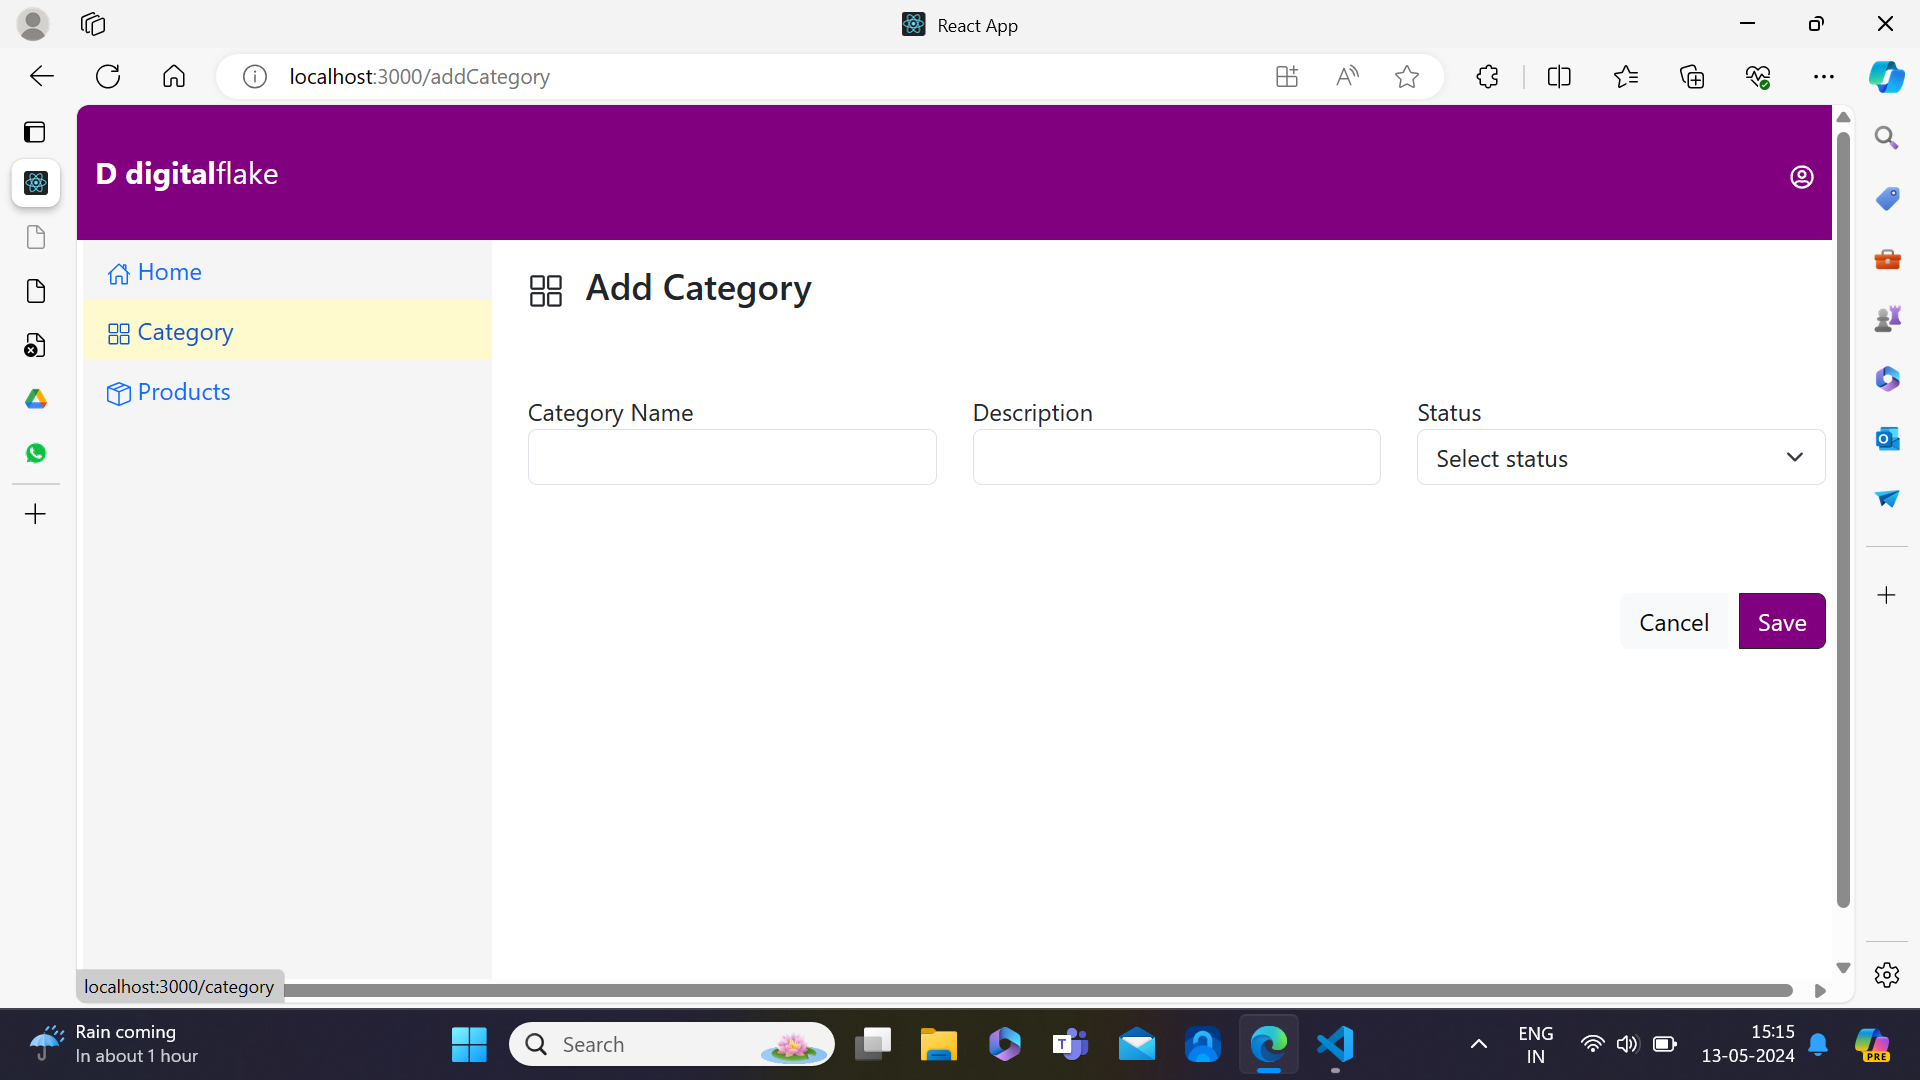 React App
localhost:3000/addCategory
D digitalflake
Home
Category
Products
Add Category
Category Name
Description
Status
Select status
Cancel
Save
localhost:3000/category
Rain coming
In about 1 hour
Search
T
PRE
ENG
IN
15:15
13-05-2024